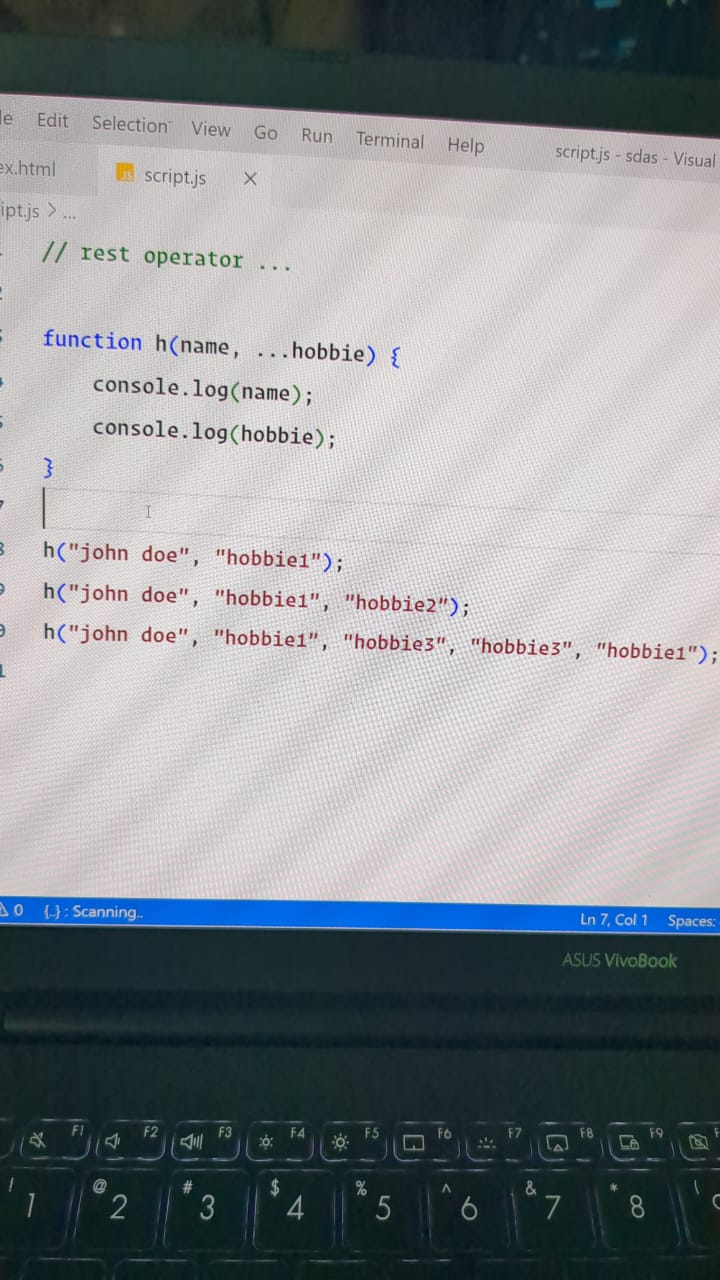 Edit Selection View Go Run Terminal Help script.js - sdas - Visual
ex.html JS script.js ×
ipt.js > ...
// rest operator ...
function h(name, ...hobbie) {
console.log(name);
console.log(hobbie);
}
h("john doe", "hobbie1");
h("john doe", "hobbie1", "hobbie2");
h("john doe", "hobbie1", "hobbie3", "hobbie3", "hobbie1");
0 {..} : Scanning.. Ln 7, Col 1 Spaces:
ASUS VivoBook
F1 F2 F3 F4 F5 F6 F7 F8 F9
! @ # $ % ^ & * (
1 2 3 4 5 6 7 8